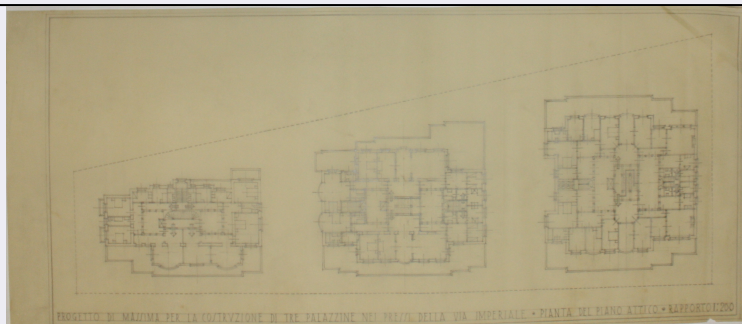 PROGETTO DI MASSIMA PER LA COSTRVZIONE DI TRE PALAZZINE NEI PRESSI DELLA VIA IMPERIALE • PIANTA DEL PIANO ATTICO • RAPPORTO 1:200